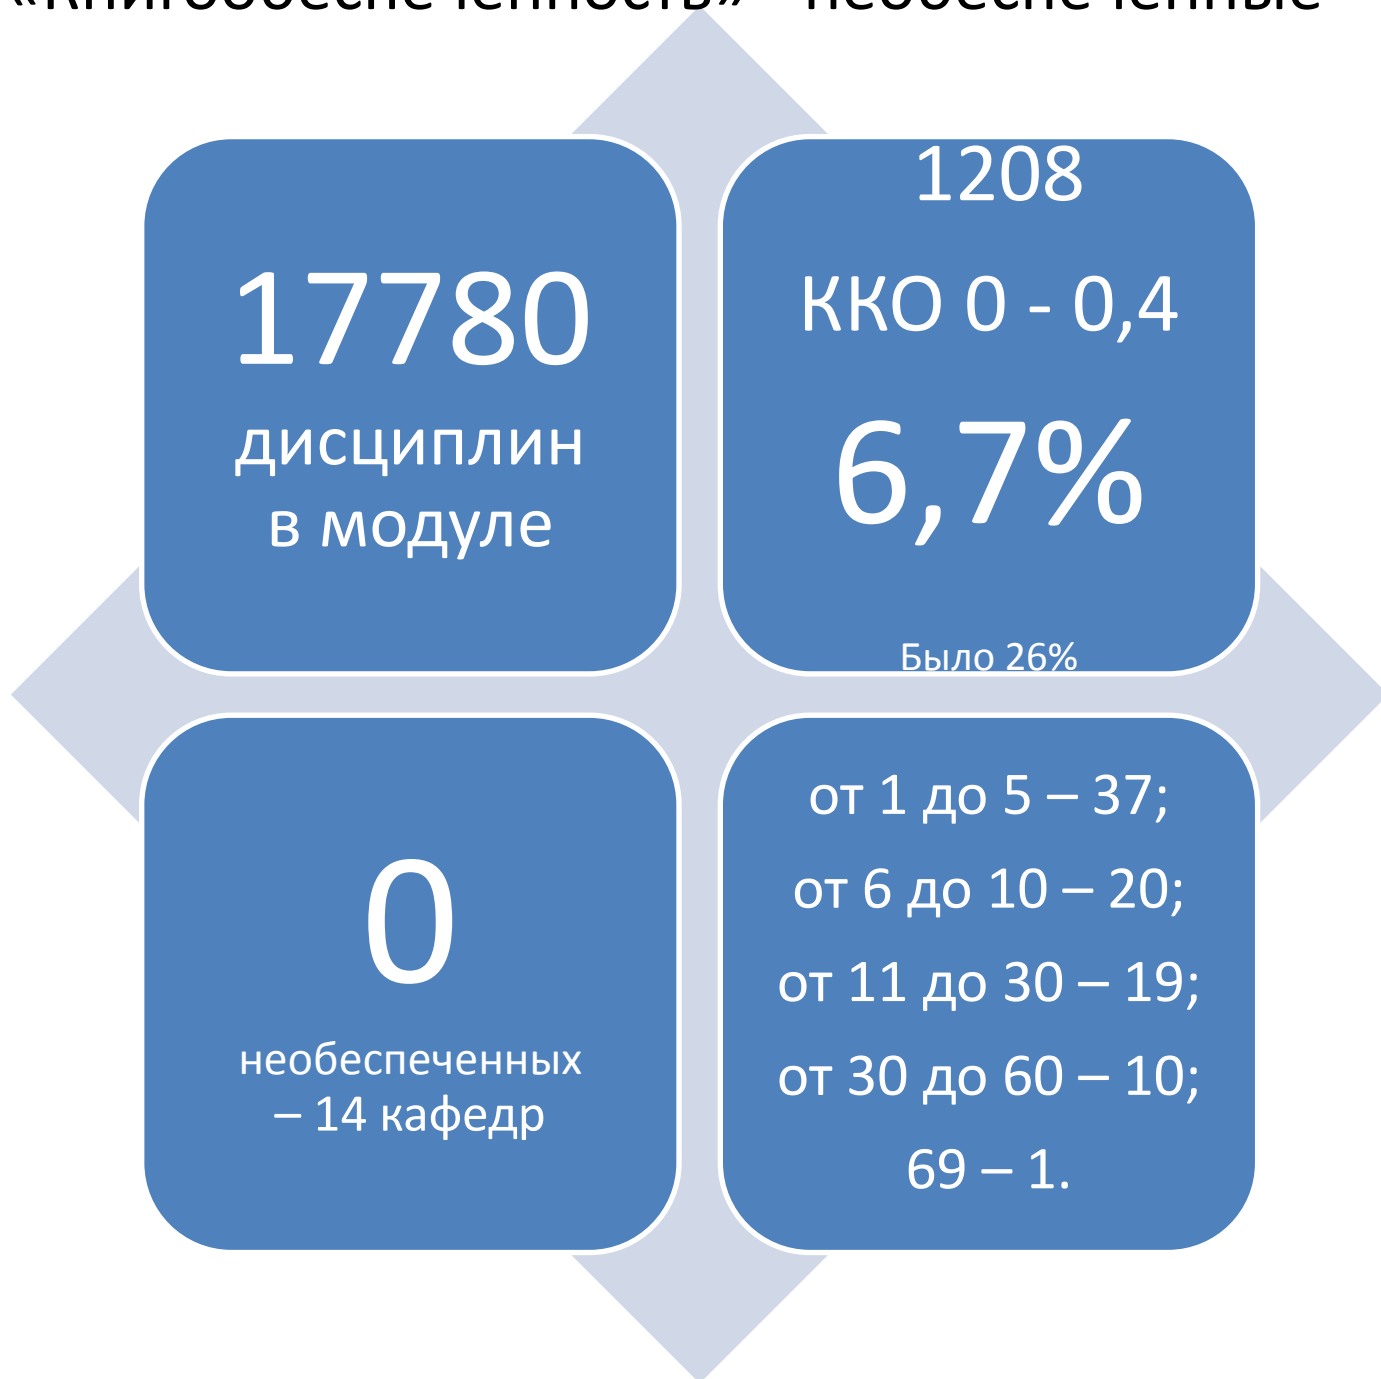 «Книгообеспеченность» - необеспеченные
17780
дисциплин
в модуле
1208
ККО 0 - 0,4
6,7%
Было 26%
0
необеспеченных
– 14 кафедр
от 1 до 5 – 37;
от 6 до 10 – 20;
от 11 до 30 – 19;
от 30 до 60 – 10;
69 – 1.